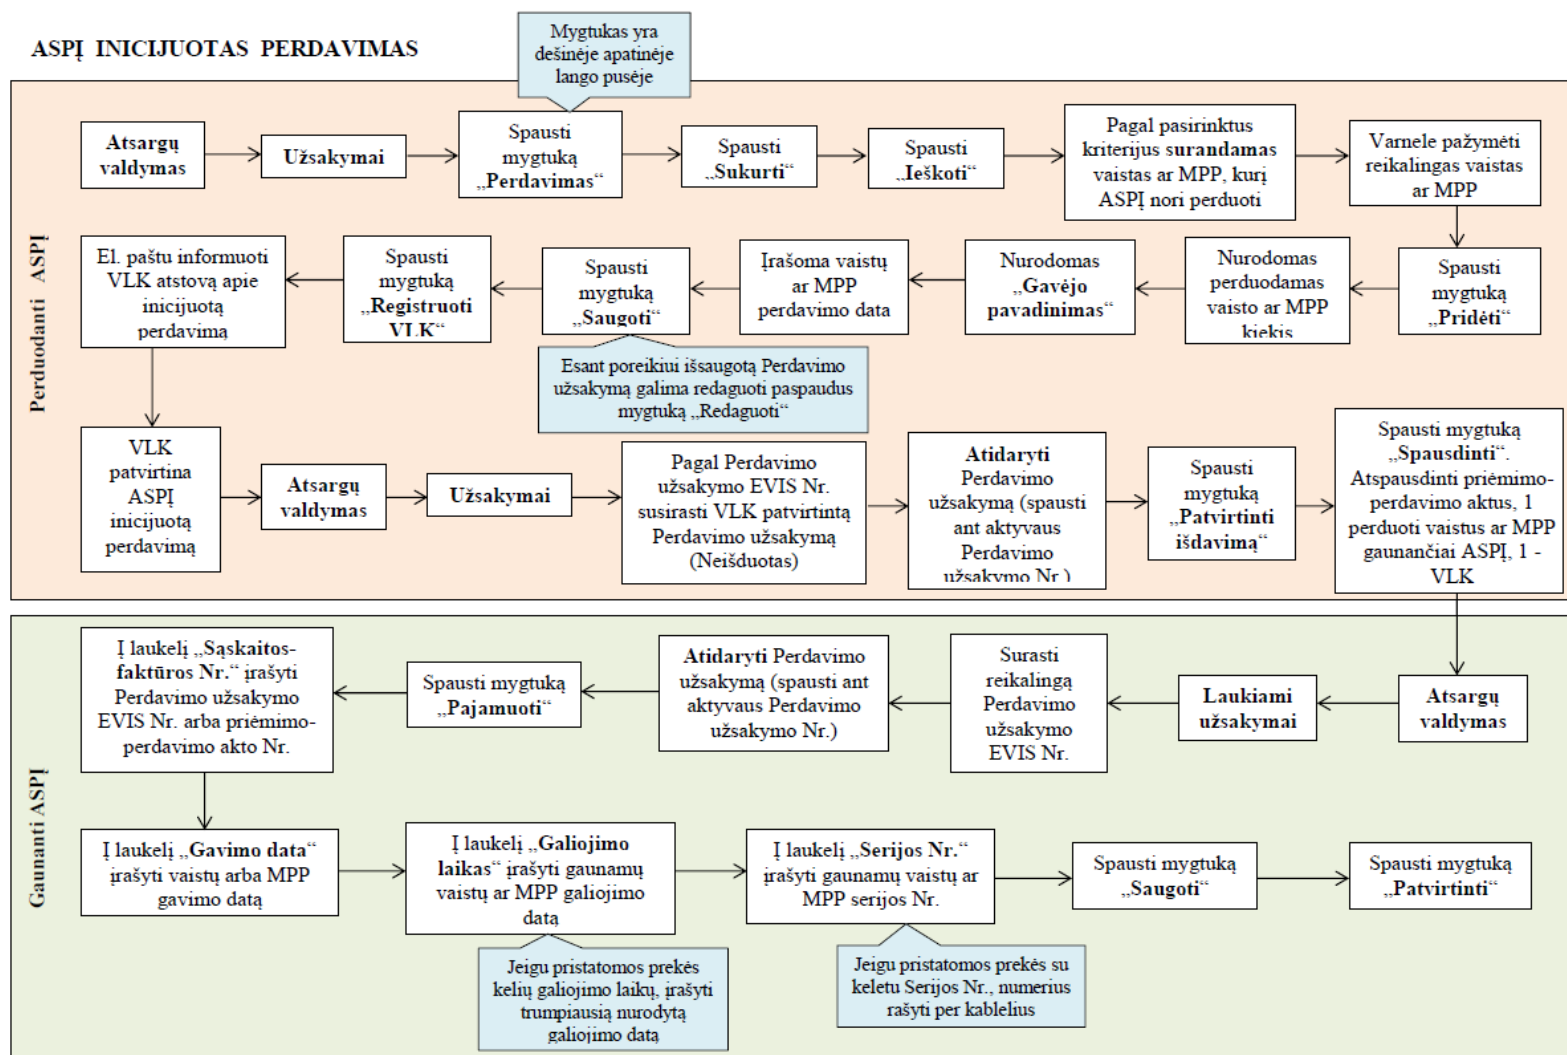 ASPĮ INICIJUOTAS PERDAVIMAS
Mygtukas yra
dešinėje apatinėje
lango pusėje
Perduodanti ASPĮ
Atsargų
valdymas
Užsakymai
Spausti
mygtuką
„Perdavimas“
Spausti
„Sukurti“
Spausti
„Ieškoti“
Pagal pasirinktus
kriterijus surandamas
vaistas ar MPP, kurį
ASPĮ nori perduoti
Varnele pažymėti
reikalingas vaistas
ar MPP
Spausti
mygtuką
„Pridėti“
Nurodomas
perduodamas
vaisto ar MPP
kiekis
Nurodomas
„Gavėjo
pavadinimas“
Įrašoma vaistų
ar MPP
perdavimo data
Spausti
mygtuką
„Saugoti“
Esant poreikiui išsaugotą Perdavimo
užsakymą galima redaguoti paspaudus
mygtuką „Redaguoti“
Spausti
mygtuką
„Registruoti
VLK“
El. paštu informuoti
VLK atstovą apie
inicijuotą
perdavimą
VLK
patvirtina
ASPĮ
inicijuotą
perdavimą
Atsargų
valdymas
Užsakymai
Pagal Perdavimo
užsakymo EVIS Nr.
susirasti VLK patvirtintą
Perdavimo užsakymą
(Neišduotas)
Atidaryti
Perdavimo
užsakymą (spausti
ant aktyvaus
Perdavimo
užsakymo Nr.)
Spausti
mygtuką
„Patvirtinti
išdavimą“
Spausti mygtuką
„Spausdinti“.
Atspausdinti priėmimo-
perdavimo aktus, 1
perduoti vaistus ar MPP
gaunančiai ASPĮ, 1 -
VLK
Gaunanti ASPĮ
Atsargų
valdymas
Laukiami
užsakymai
Surasti
reikalingą
Perdavimo
užsakymo
EVIS Nr.
Atidaryti Perdavimo
užsakymą (spausti ant
aktyvaus Perdavimo
užsakymo Nr.)
Spausti mygtuką
„Pajamuoti“
Į laukelį „Sąskaitos-
faktūros Nr.“ įrašyti
Perdavimo užsakymo
EVIS Nr. arba priėmimo-
perdavimo akto Nr.
Į laukelį „Gavimo data“
įrašyti vaistų arba MPP
gavimo datą
Į laukelį „Galiojimo
laikas“ įrašyti gaunamų
vaistų ar MPP galiojimo
datą
Jeigu pristatomos prekės
kelių galiojimo laikų, įrašyti
trumpiausią nurodytą
galiojimo datą
Į laukelį „Serijos Nr.“
įrašyti gaunamų vaistų ar
MPP serijos Nr.
Jeigu pristatomos prekės su
keletu Serijos Nr., numerius
rašyti per kablelius
Spausti mygtuką
„Saugoti“
Spausti mygtuką
„Patvirtinti“